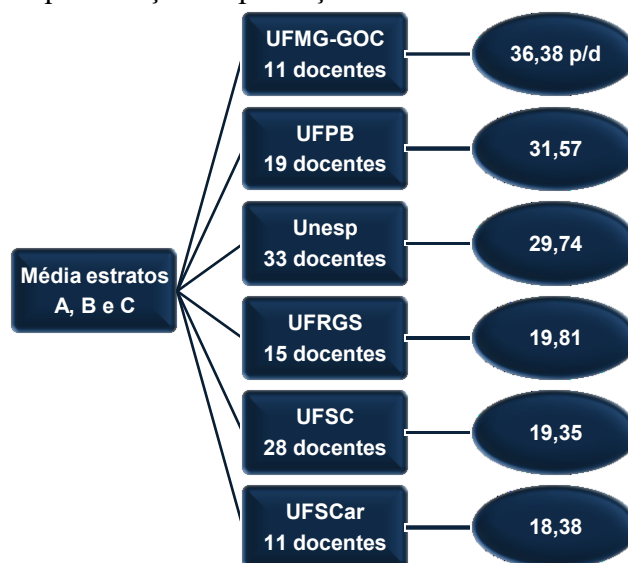 UFMG-GOC
11 docentes
36,38 p/d
UFPB
19 docentes
31,57
Unesp
33 docentes
29,74
Média estratos
A, B e C
UFRGS
15 docentes
19,81
UFSC
28 docentes
19,35
UFSCar
11 docentes
18,38